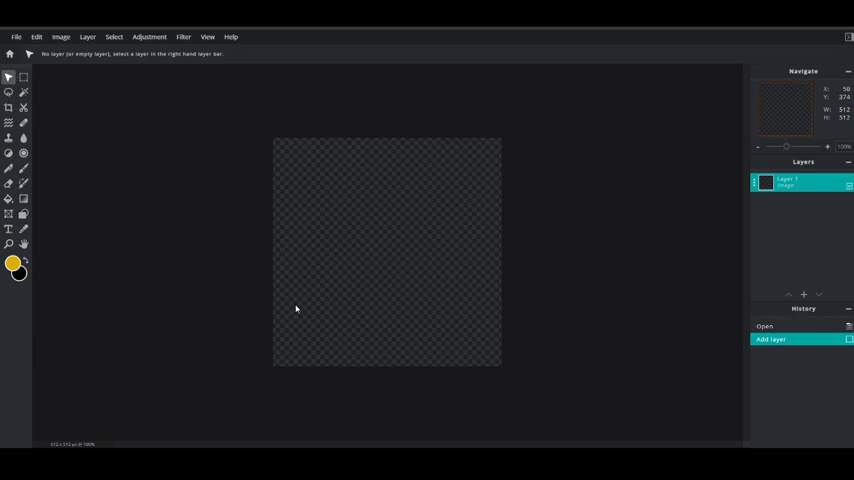 File Edit Image Layer Select Adjustment Filter View Help
No layer (or empty layer), select a layer in the right hand layer bar.
Navigate
X: 50
Y: 374
W: 512
H: 512
- + 100%
Layers
Layer 1
Image
+
History
Open
Add layer
T
512 x 512 px @ 100%